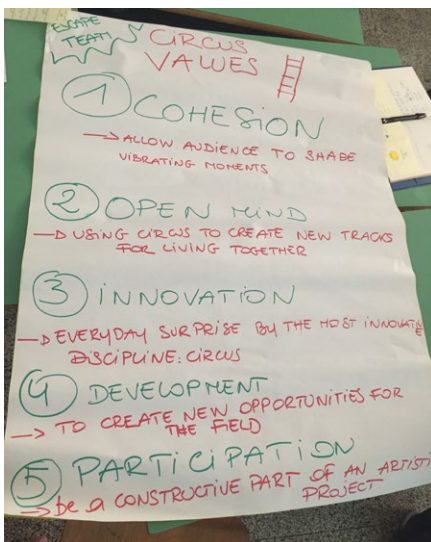 ESCAPE
TEAM
CIRCUS
VALUES
1 COHESION
→ ALLOW AUDIENCE TO SHARE
VIBRATING MOMENTS
2 OPEN MIND
→ USING CIRCUS TO CREATE NEW TRACKS
FOR LIVING TOGETHER
3 INNOVATION
→ EVERYDAY SURPRISE BY THE MOST INNOVATIVE
DISCIPLINE: CIRCUS
4 DEVELOPMENT
→ TO CREATE NEW OPPORTUNITIES FOR
THE FIELD
5 PARTICIPATION
→ be a CONSTRUCTIVE PART OF AN ARTISTI
PROJECT